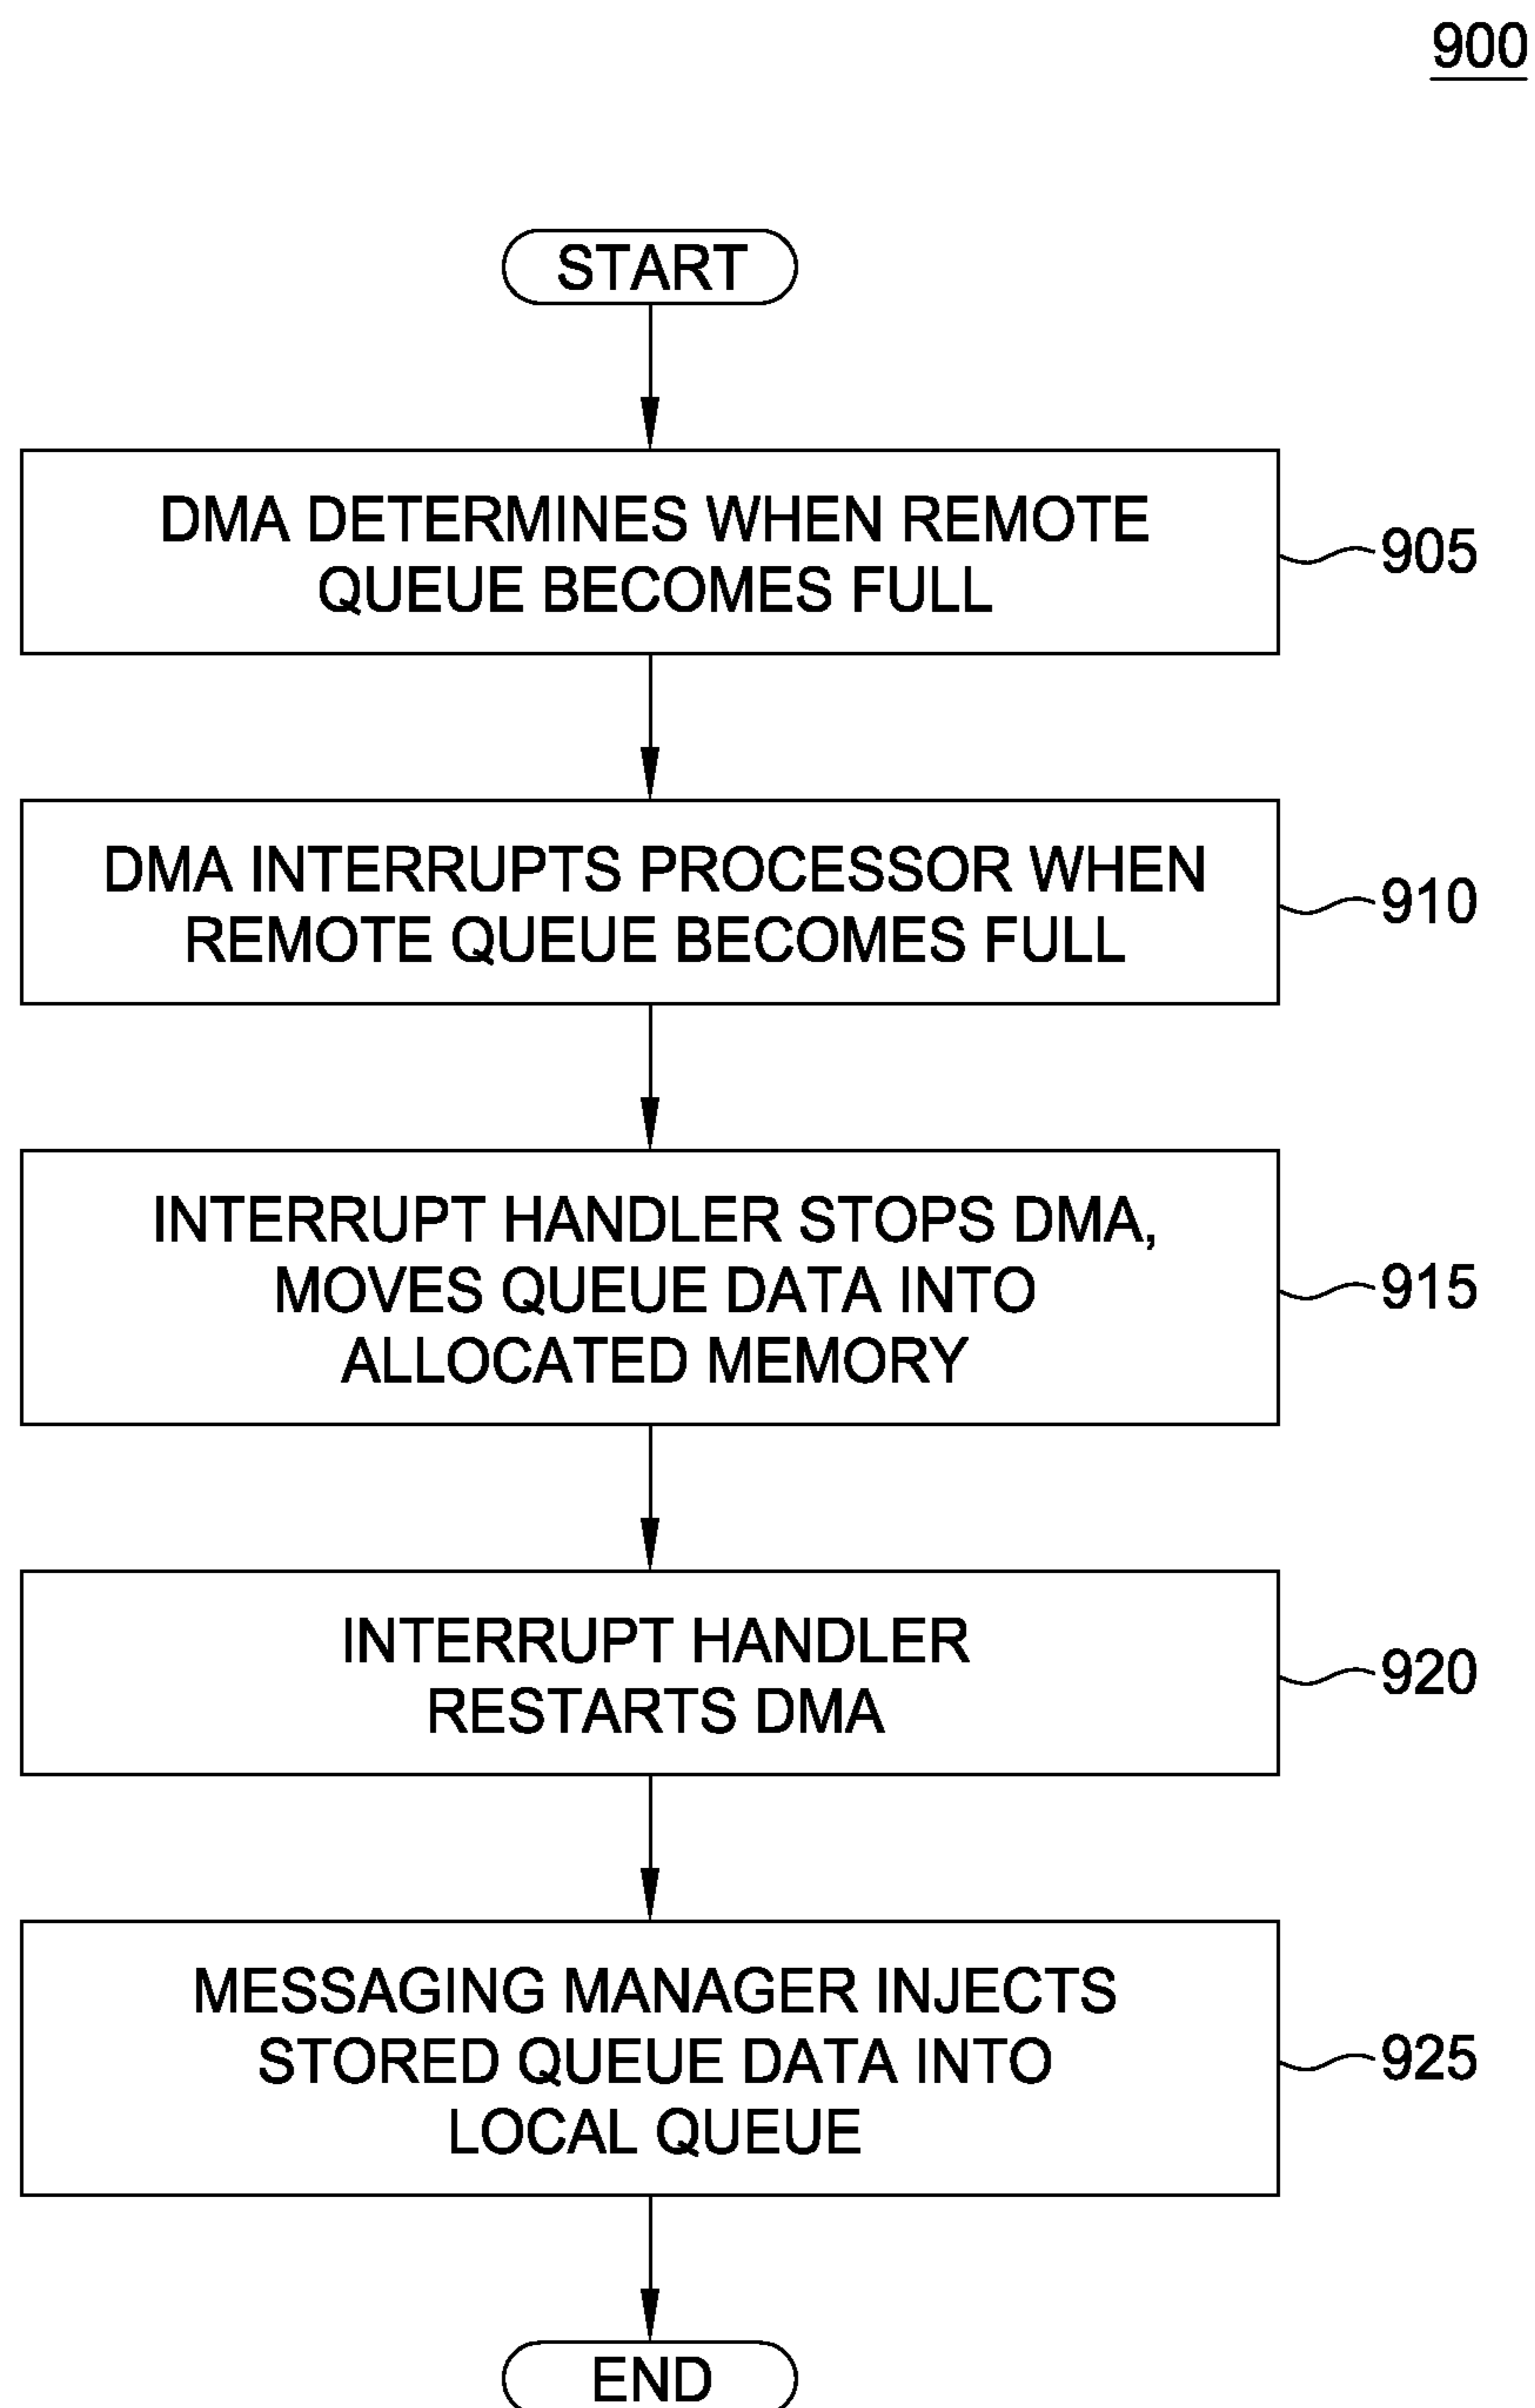 900
START
DMA DETERMINES WHEN REMOTE
QUEUE BECOMES FULL
905
DMA INTERRUPTS PROCESSOR WHEN
REMOTE QUEUE BECOMES FULL
910
INTERRUPT HANDLER STOPS DMA,
MOVES QUEUE DATA INTO
ALLOCATED MEMORY
915
INTERRUPT HANDLER
RESTARTS DMA
920
MESSAGING MANAGER INJECTS
STORED QUEUE DATA INTO
LOCAL QUEUE
925
END